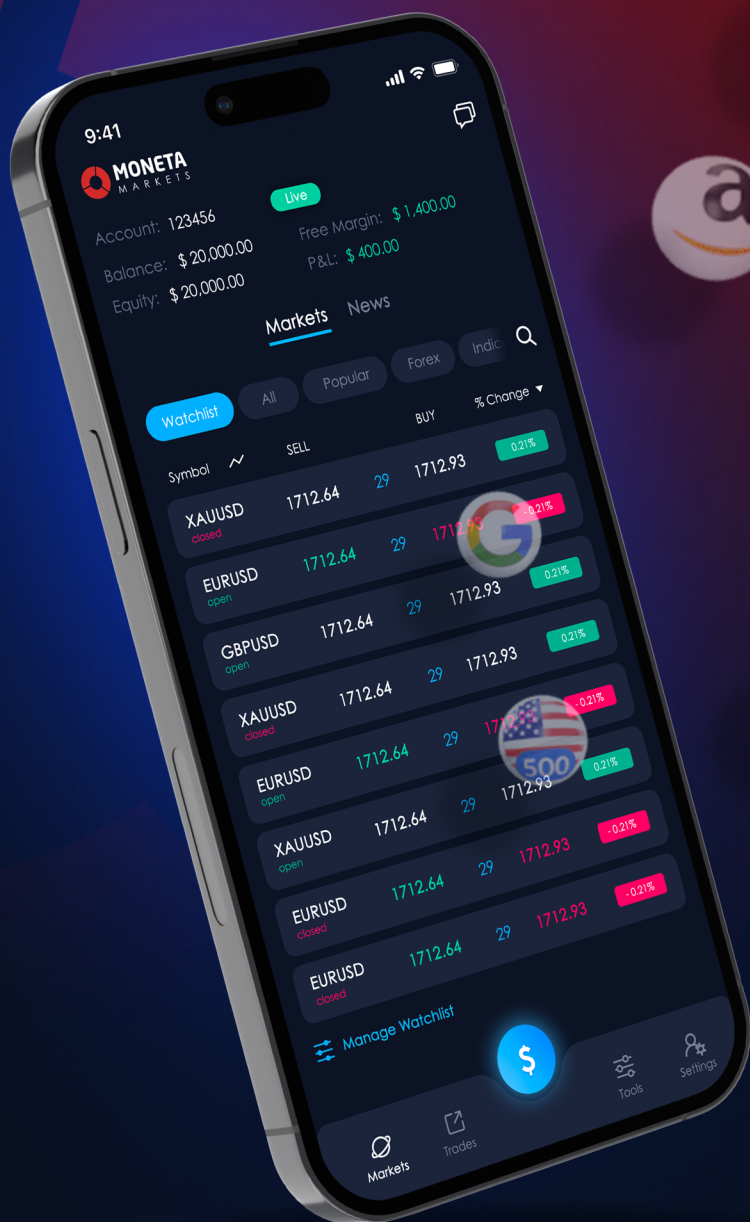 9:41
MONETA
MARKETS
Live
Account: 123456
Free Margin: $ 1,400.00
Balance: $ 20,000.00
P&L: $ 400.00
Equity: $ 20,000.00
Markets News
Watchlist All Popular Forex Indic
Symbol SELL BUY % Change ▼
XAUUSD 1712.64 29 1712.93 0.21%
closed
EURUSD 1712.64 29 1712.93 - 0.21%
open
GBPUSD 1712.64 29 1712.93 0.21%
open
XAUUSD 1712.64 29 1712.93 0.21%
closed
EURUSD 1712.64 29 - 0.21%
open
XAUUSD 1712.64 29 1712.93 0.21%
open
EURUSD 1712.64 29 1712.93 - 0.21%
closed
EURUSD 1712.64 29 1712.93 - 0.21%
closed
a
G
500
Manage Watchlist
$
Markets Trades Tools Settings